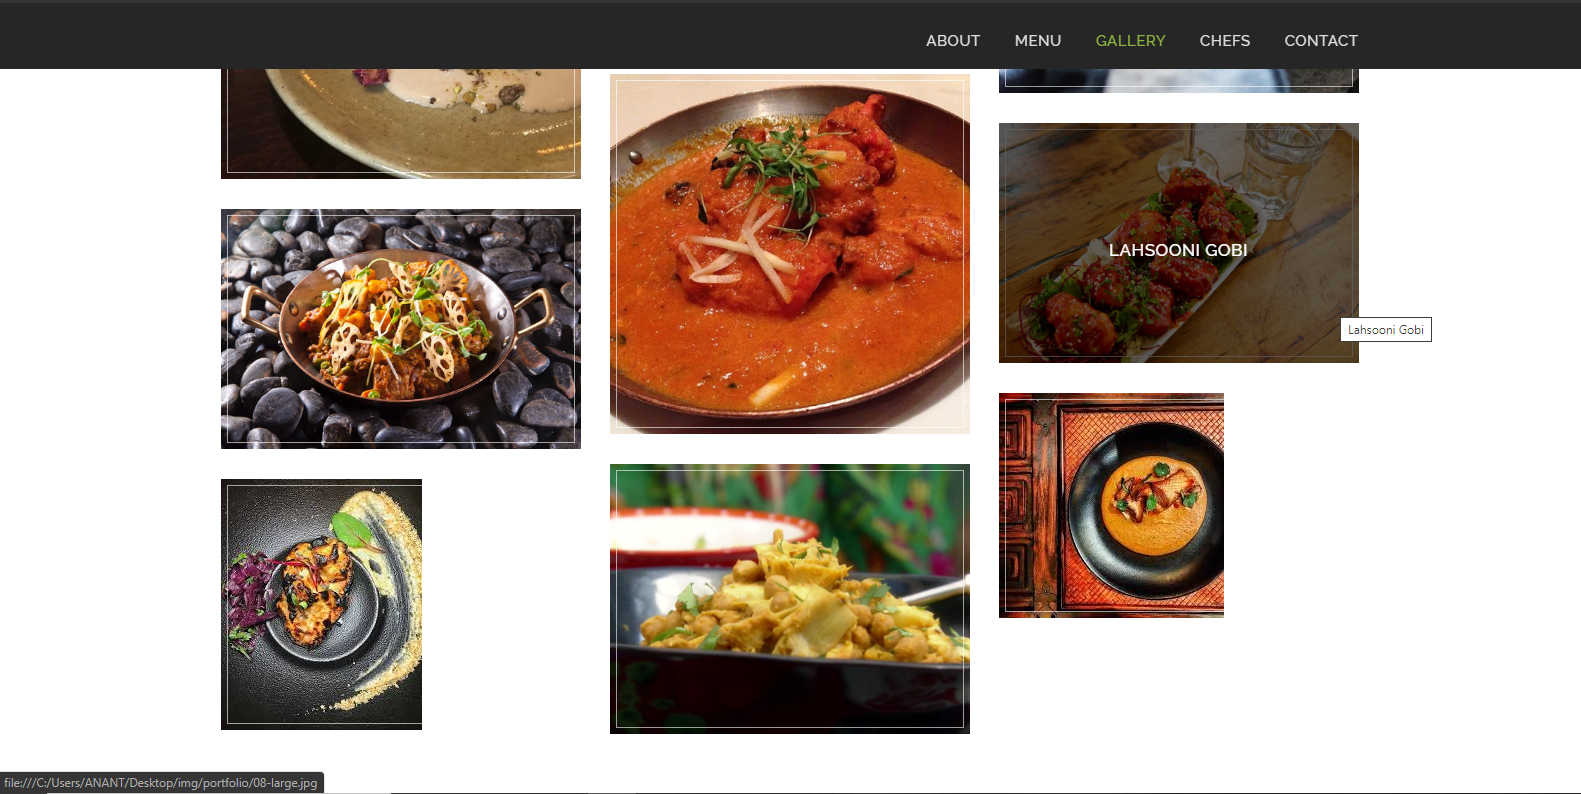 ABOUT MENU GALLERY CHEFS CONTACT
LAHSOONI GOBI
Lahsooni Gobi
file:///C:/Users/ANANT/Desktop/img/portfolio/08-large.jpg